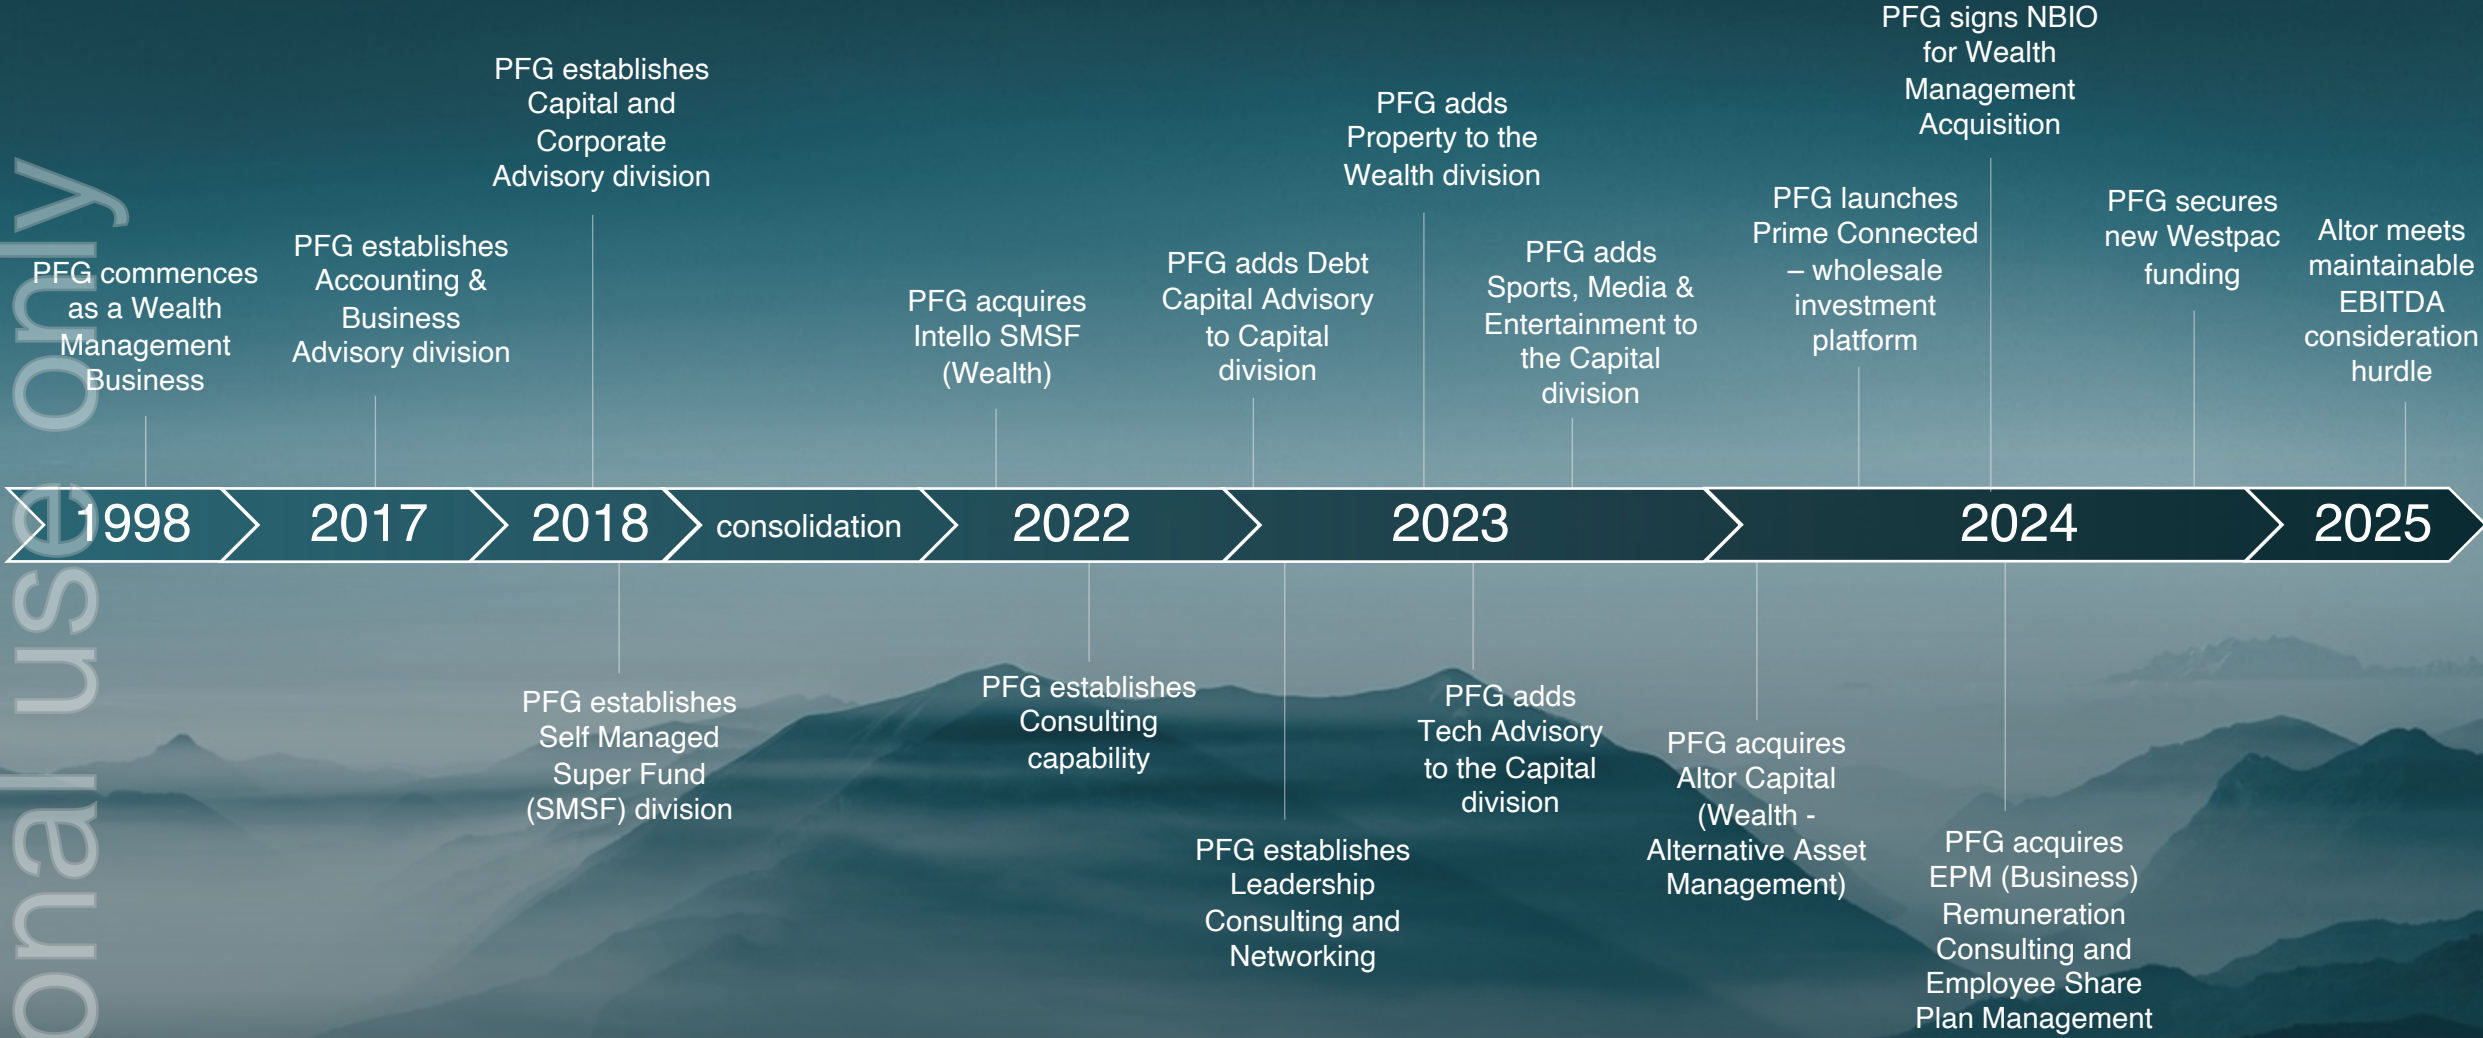 PFG commences
as a Wealth
Management
Business
PFG establishes
Accounting &
Business
Advisory division
PFG establishes
Capital and
Corporate
Advisory division
PFG acquires
Intello SMSF
(Wealth)
PFG adds Debt
Capital Advisory
to Capital
division
PFG adds
Property to the
Wealth division
PFG adds
Sports, Media &
Entertainment to
the Capital
division
PFG launches
Prime Connected
– wholesale
investment
platform
PFG signs NBIO
for Wealth
Management
Acquisition
PFG secures
new Westpac
funding
Altor meets
maintainable
EBITDA
consideration
hurdle
1998
2017
2018
consolidation
2022
2023
2024
2025
PFG establishes
Self Managed
Super Fund
(SMSF) division
PFG establishes
Consulting
capability
PFG establishes
Leadership
Consulting and
Networking
PFG adds
Tech Advisory
to the Capital
division
PFG acquires
Altor Capital
(Wealth -
Alternative Asset
Management)
PFG acquires
EPM (Business)
Remuneration
Consulting and
Employee Share
Plan Management
onal use only